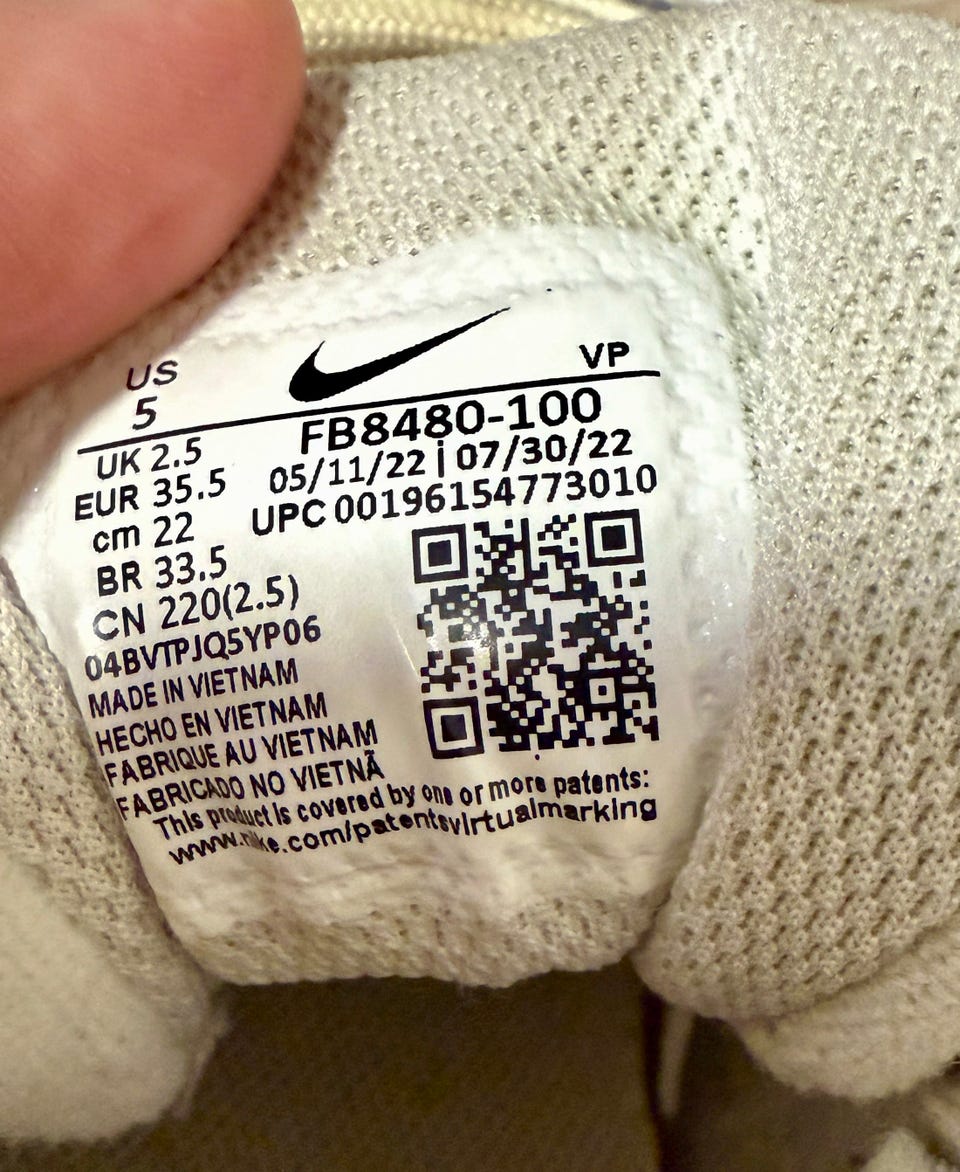 US
5
VP
UK 2.5
EUR 35.5
cm 22
BR 33.5
CN 220(2.5)
FB8480-100
05/11/22 | 07/30/22
UPC 00196154773010
04BVTPJQ5YP06
MADE IN VIETNAM
HECHO EN VIETNAM
FABRIQUE AU VIETNAM
FABRICADO NO VIETNÃ
This product is covered by one or more patents:
www.nike.com/patentsvirtualmarking